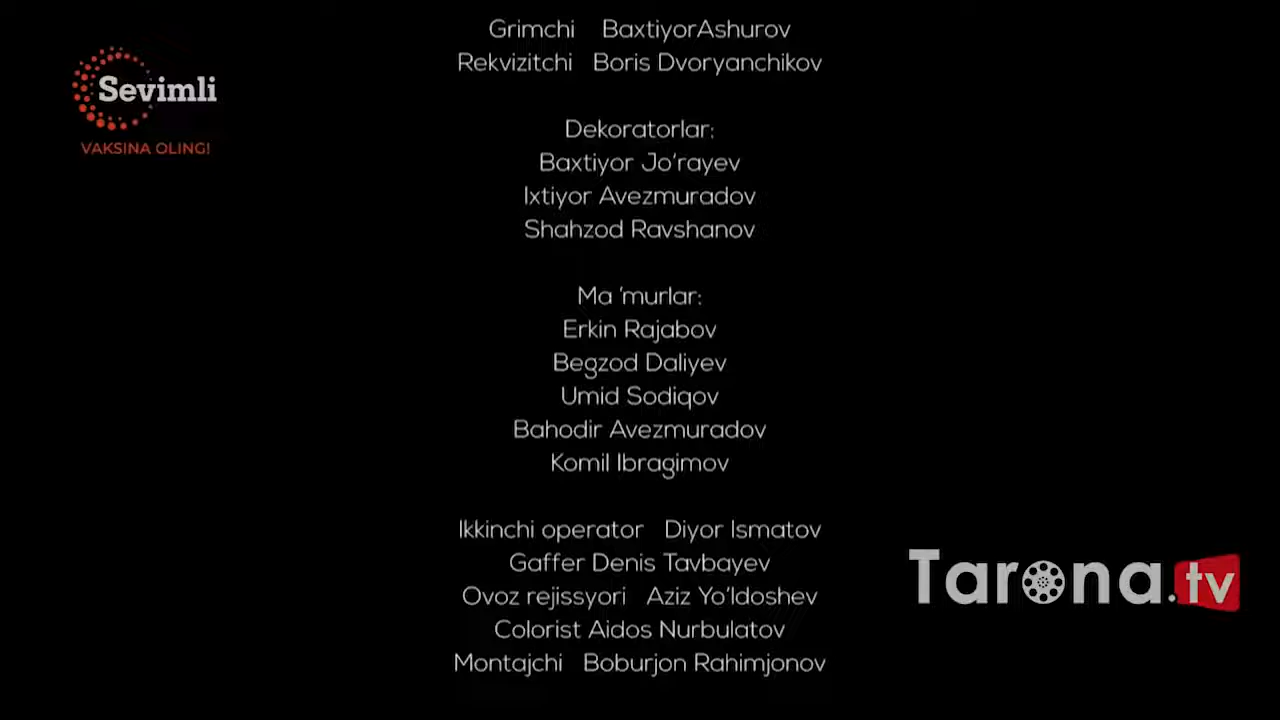 Grimchi BaxtiyorAshurov
Rekvizitchi Boris Dvoryanchikov
Sevimli
VAKSINA OLING!
Dekoratorlar:
Baxtiyor Jo'rayev
Ixtiyor Avezmuradov
Shahzod Ravshanov
Ma 'murlar:
Erkin Rajabov
Begzod Daliyev
Umid Sodiqov
Bahodir Avezmuradov
Komil Ibragimov
Ikkinchi operator Diyor Ismatov
Gaffer Denis Tavbayev
Ovoz rejissyori Aziz Yo'ldoshev
Colorist Aidos Nurbulatov
Montajchi Boburjon Rahimjonov
Tarona.tv